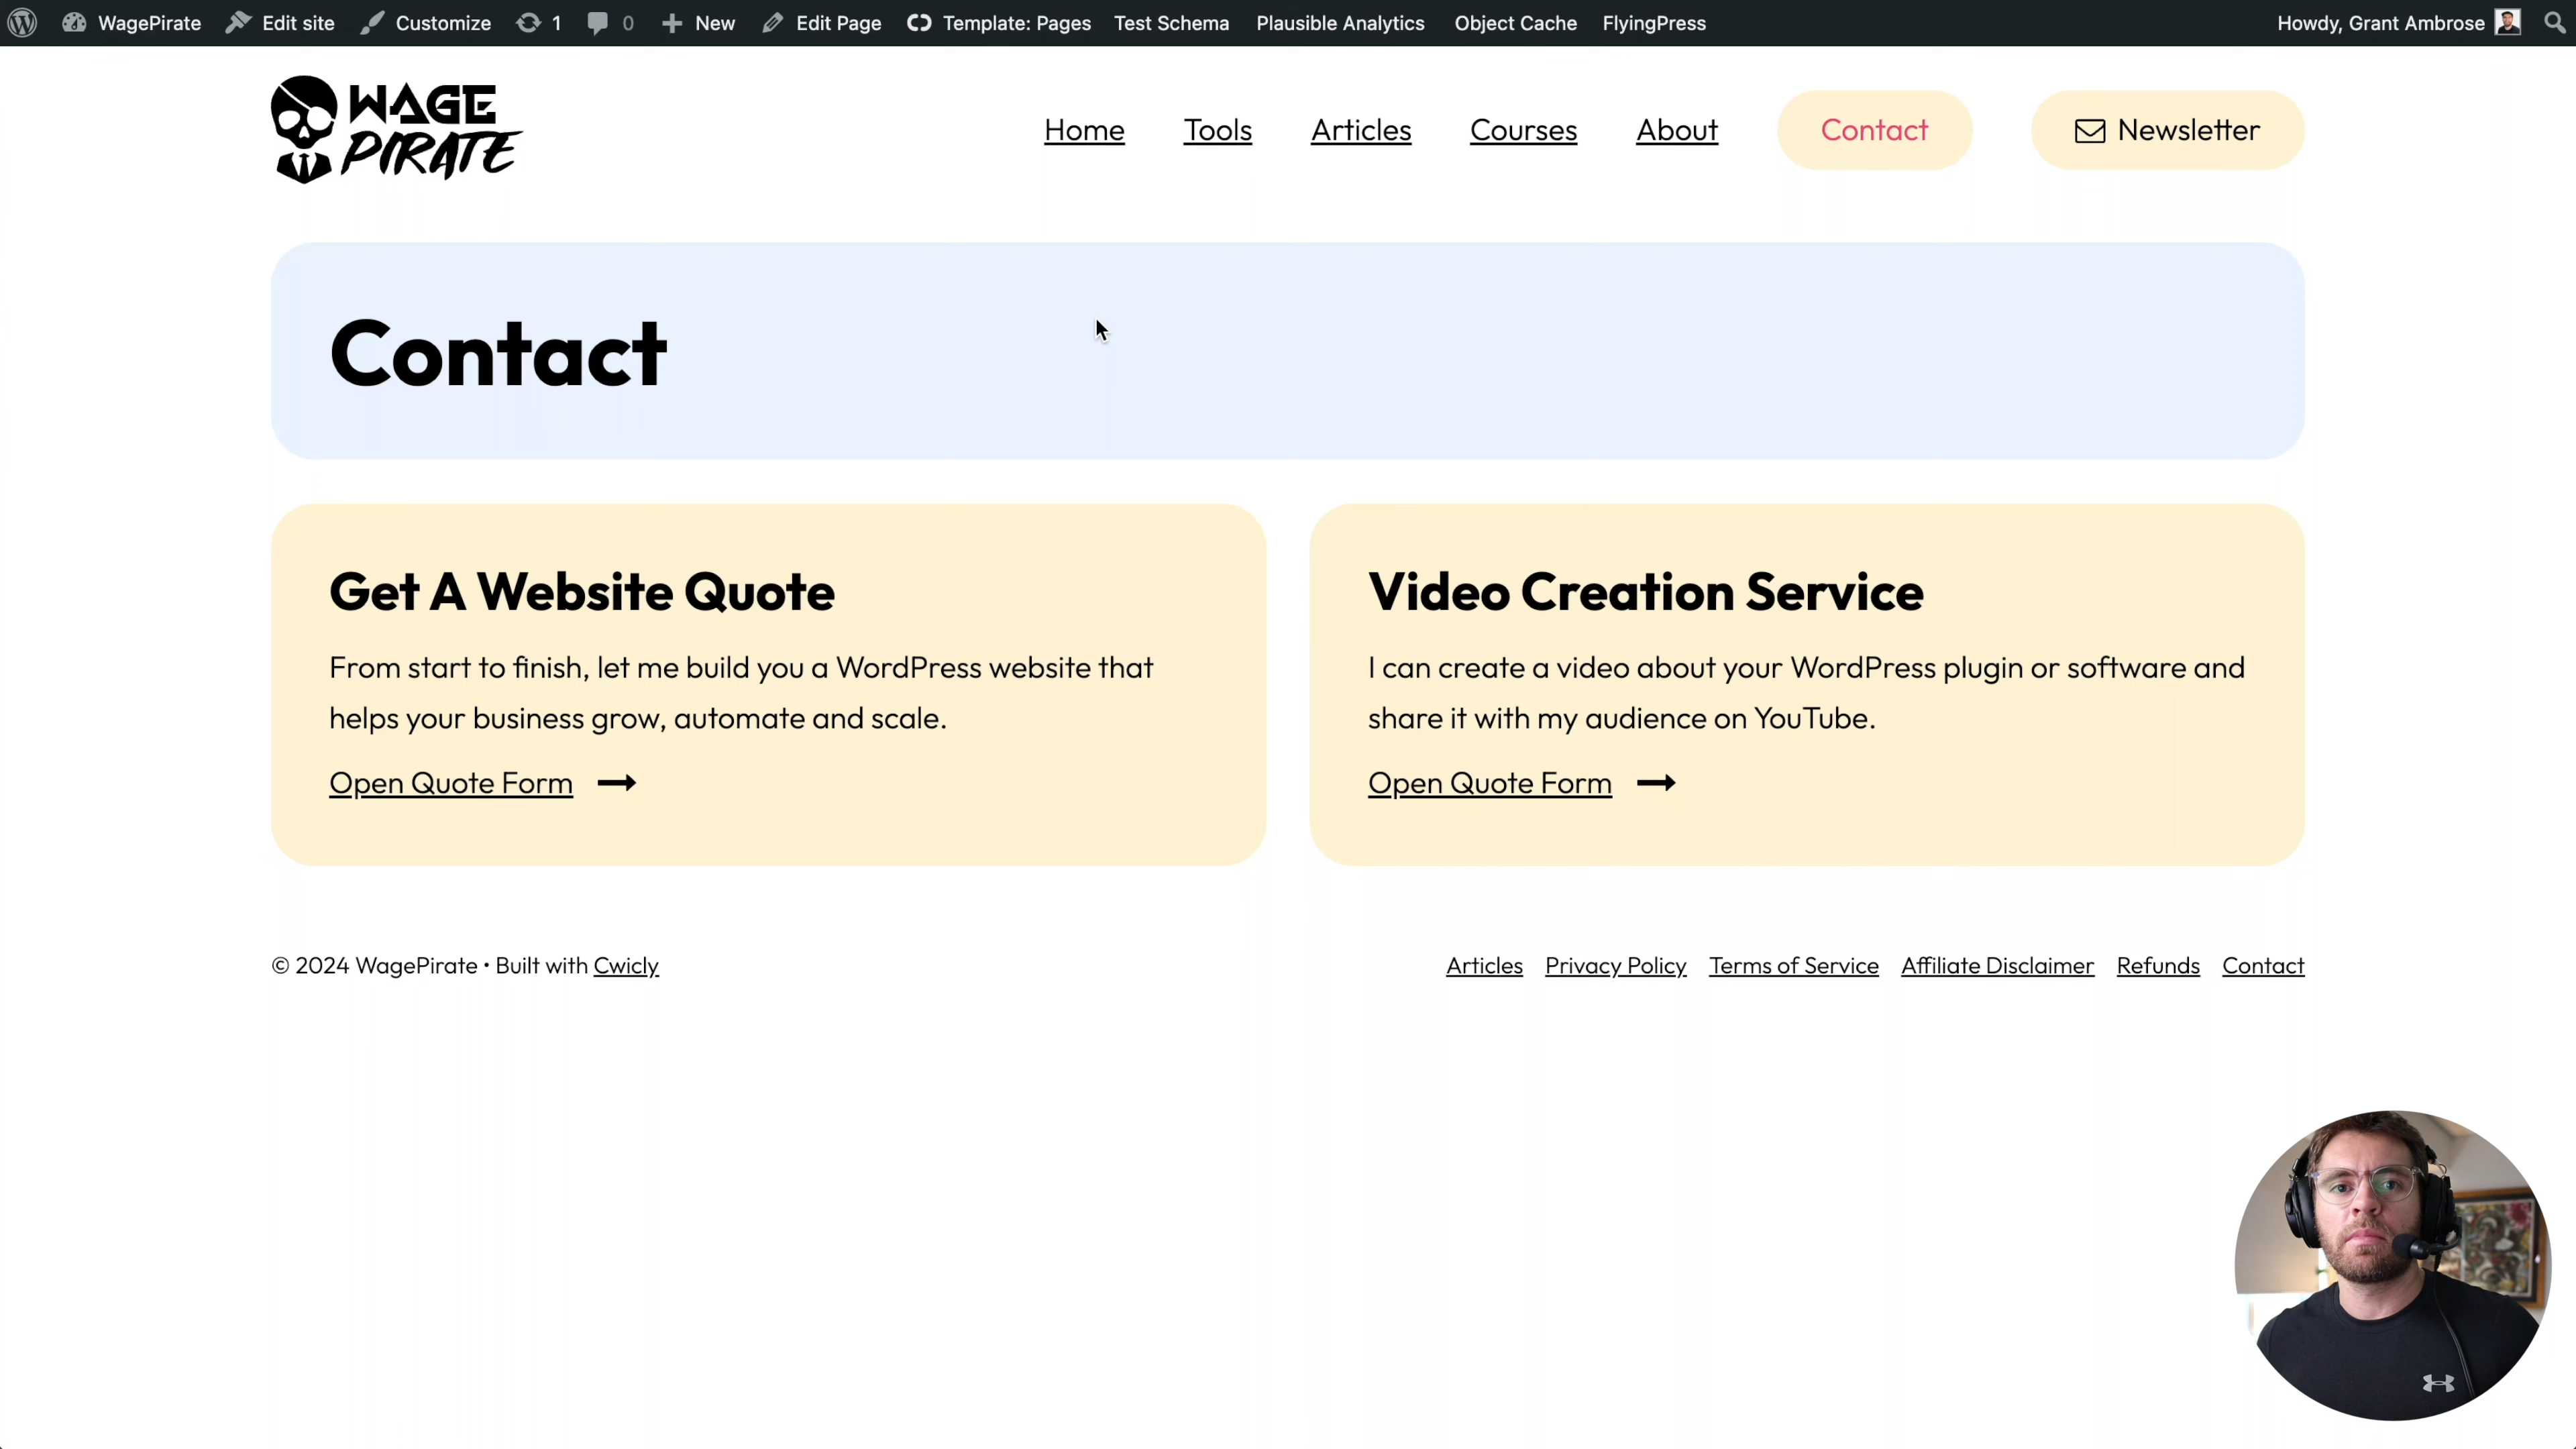 WagePirate Edit site Customize 1 0 New Edit Page Template: Pages Test Schema Plausible Analytics Object Cache FlyingPress Howdy, Grant Ambrose
WAGE
PIRATE
Home Tools Articles Courses About Contact Newsletter
Contact
Get A Website Quote
From start to finish, let me build you a WordPress website that
helps your business grow, automate and scale.
Open Quote Form
Video Creation Service
I can create a video about your WordPress plugin or software and
share it with my audience on YouTube.
Open Quote Form
© 2024 WagePirate • Built with Cwicly
Articles Privacy Policy Terms of Service Affiliate Disclaimer Refunds Contact